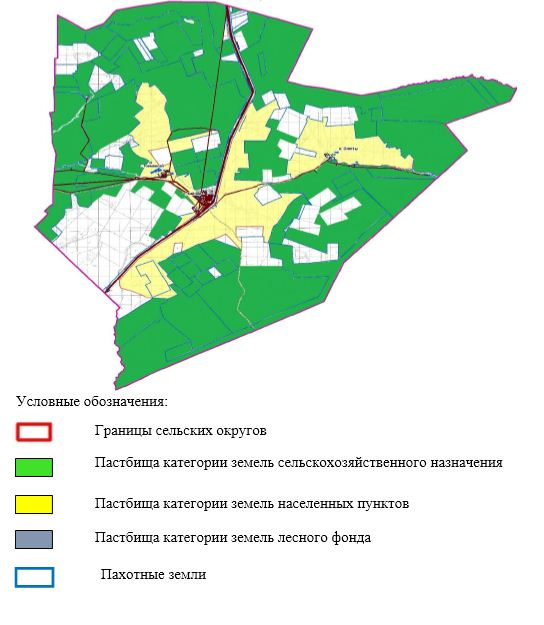 Условные обозначения:
Границы сельских округов
Пастбища категории земель сельскохозяйственного назначения
Пастбища категории земель населенных пунктов
Пастбища категории земель лесного фонда
Пахотные земли